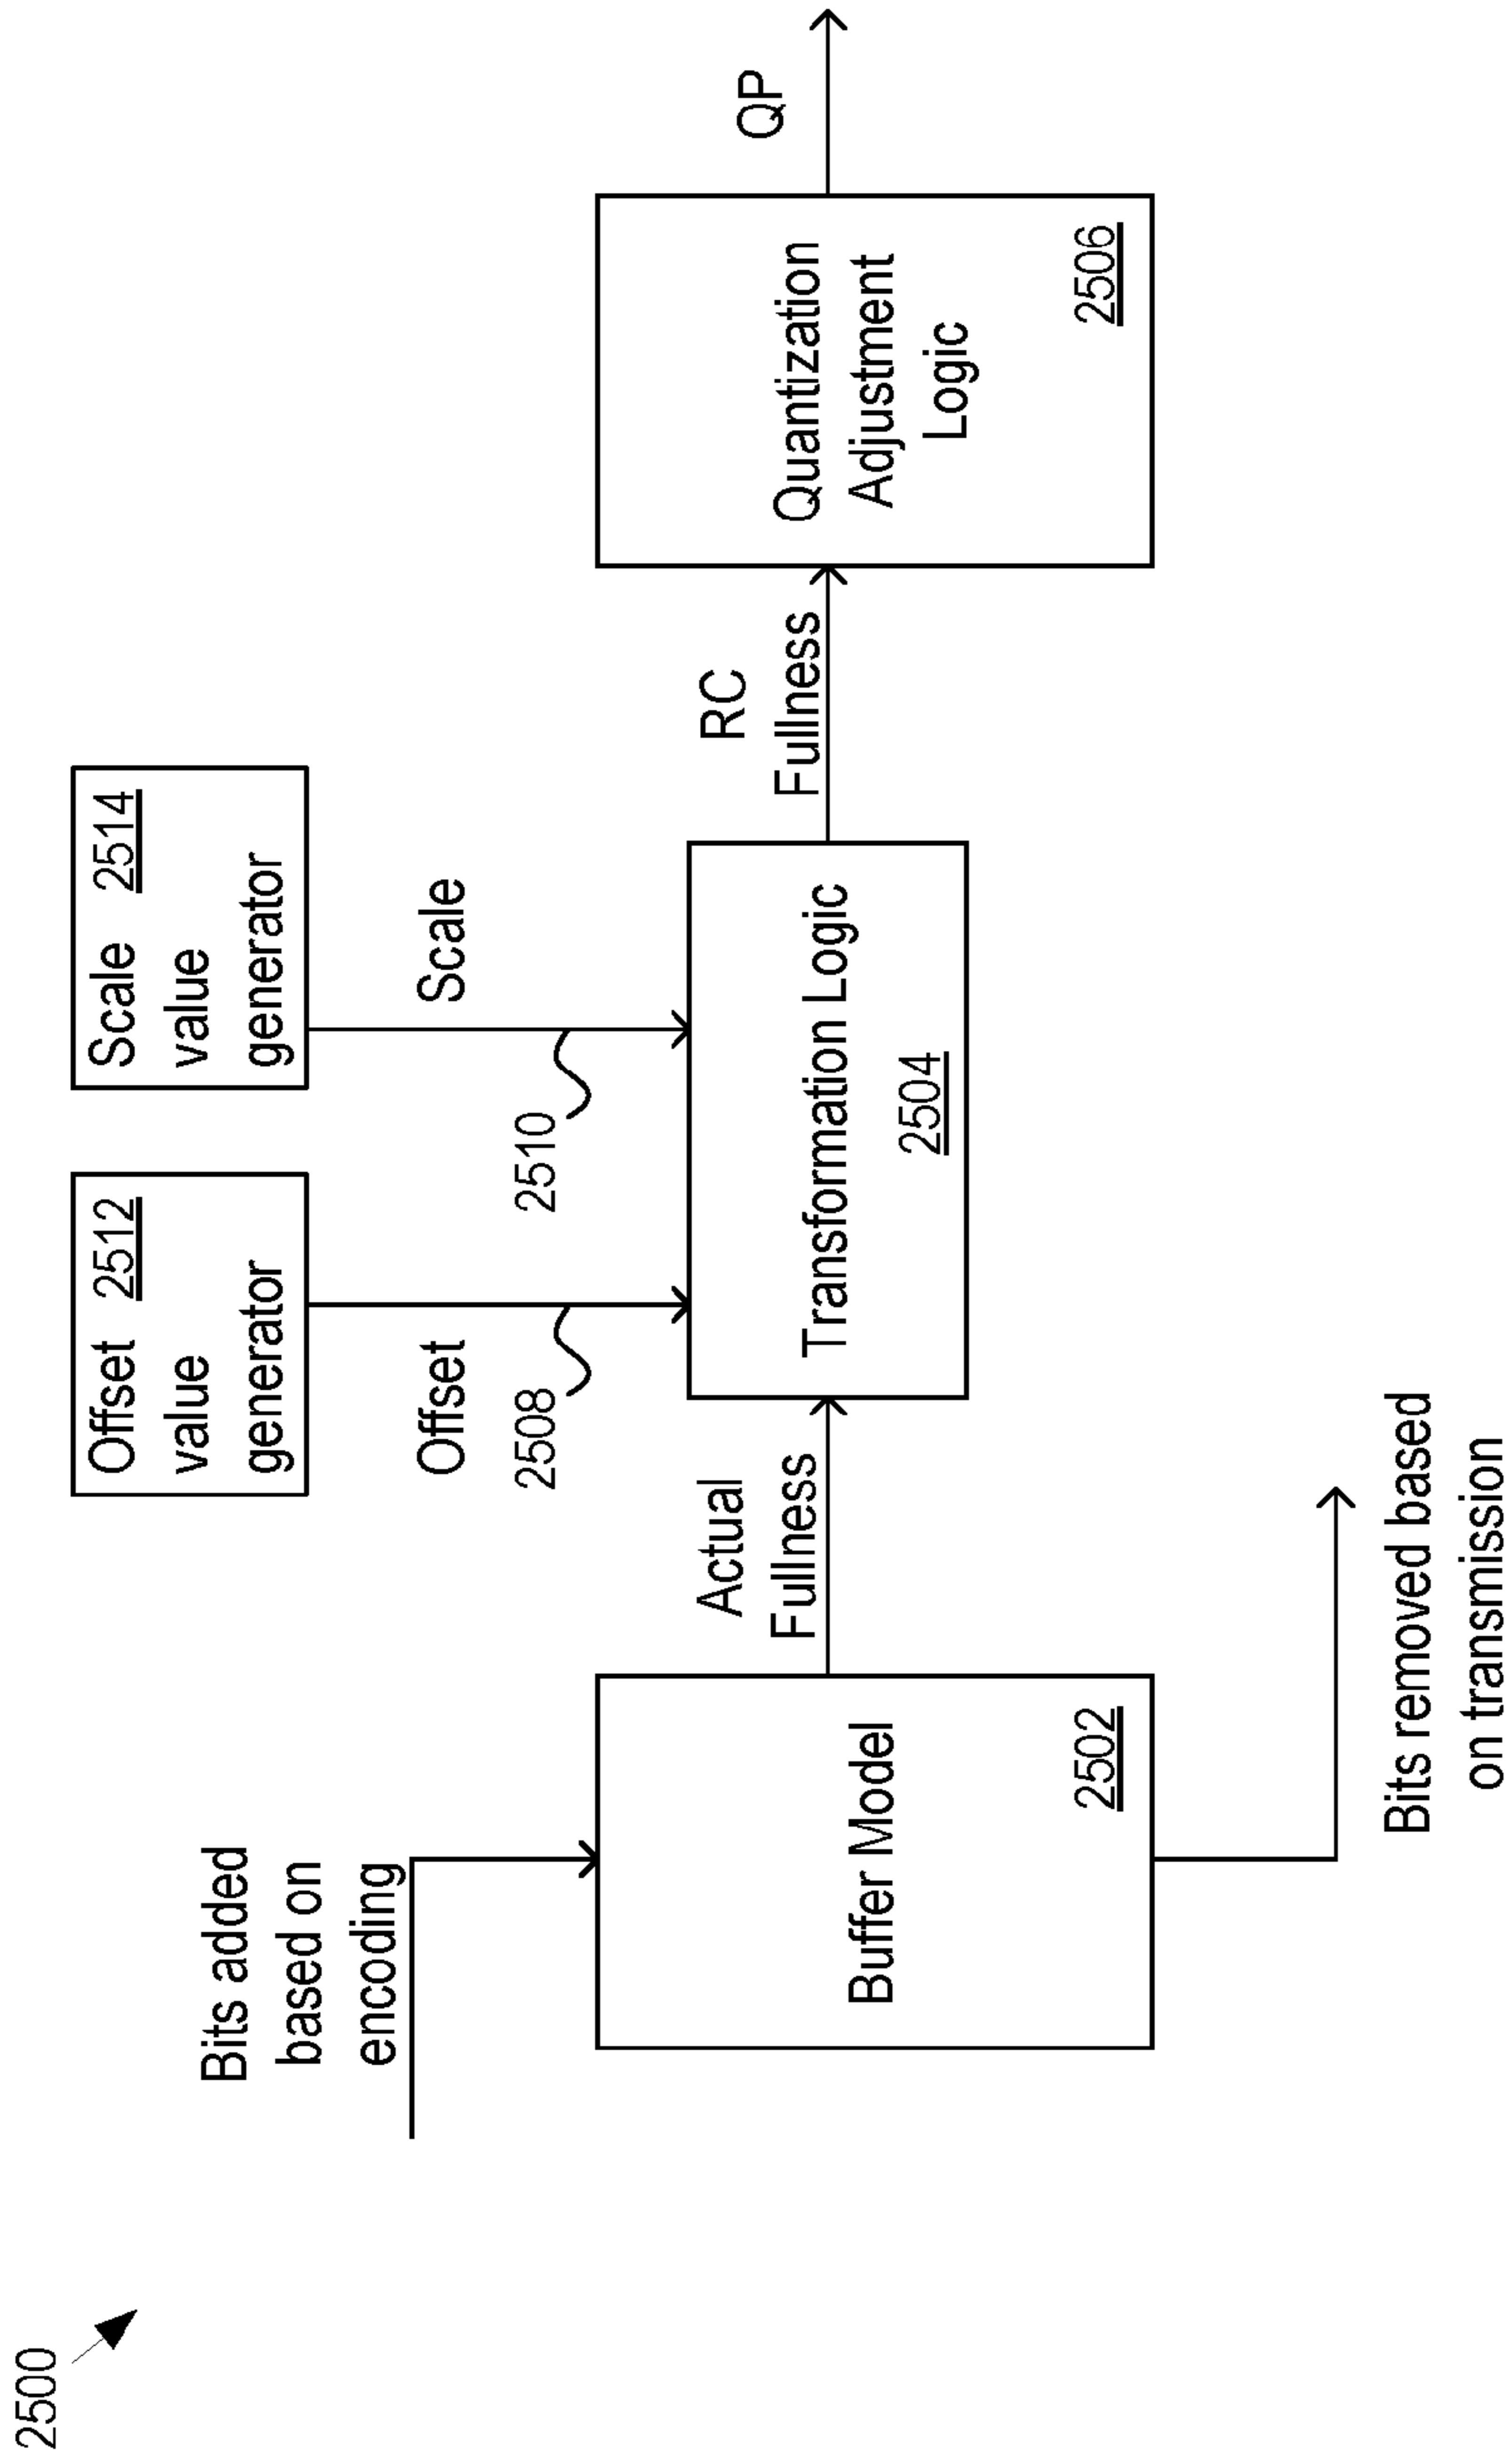 2500
Bits added
based on
encoding
Buffer Model
2502
Bits removed based
on transmission
Actual
Fullness
Offset 2512
value
generator
Offset
2508
Scale 2514
value
generator
Scale
2510
Transformation Logic
2504
RC
Fullness
Quantization
Adjustment
Logic
2506
QP